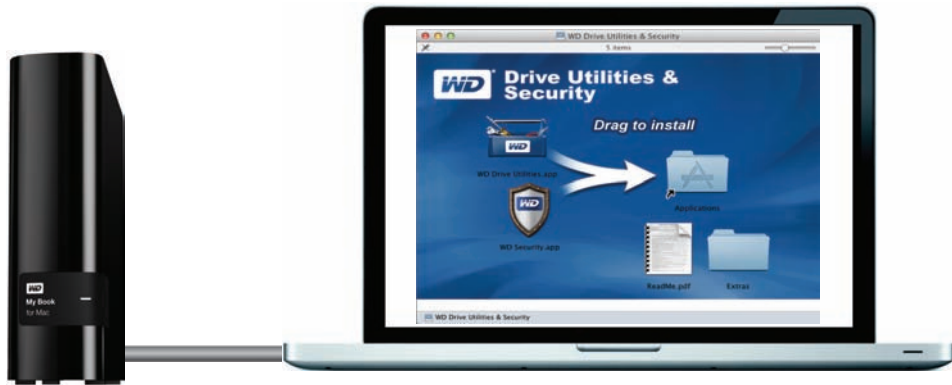 WD Drive Utilities & Security
5 items
WD
Drive Utilities &
Security
Drag to install
WD
WD Drive Utilities.app
WD
WD Security.app
Applications
ReadMe.pdf
Extras
WD Drive Utilities & Security
WD
My Book
for Mac